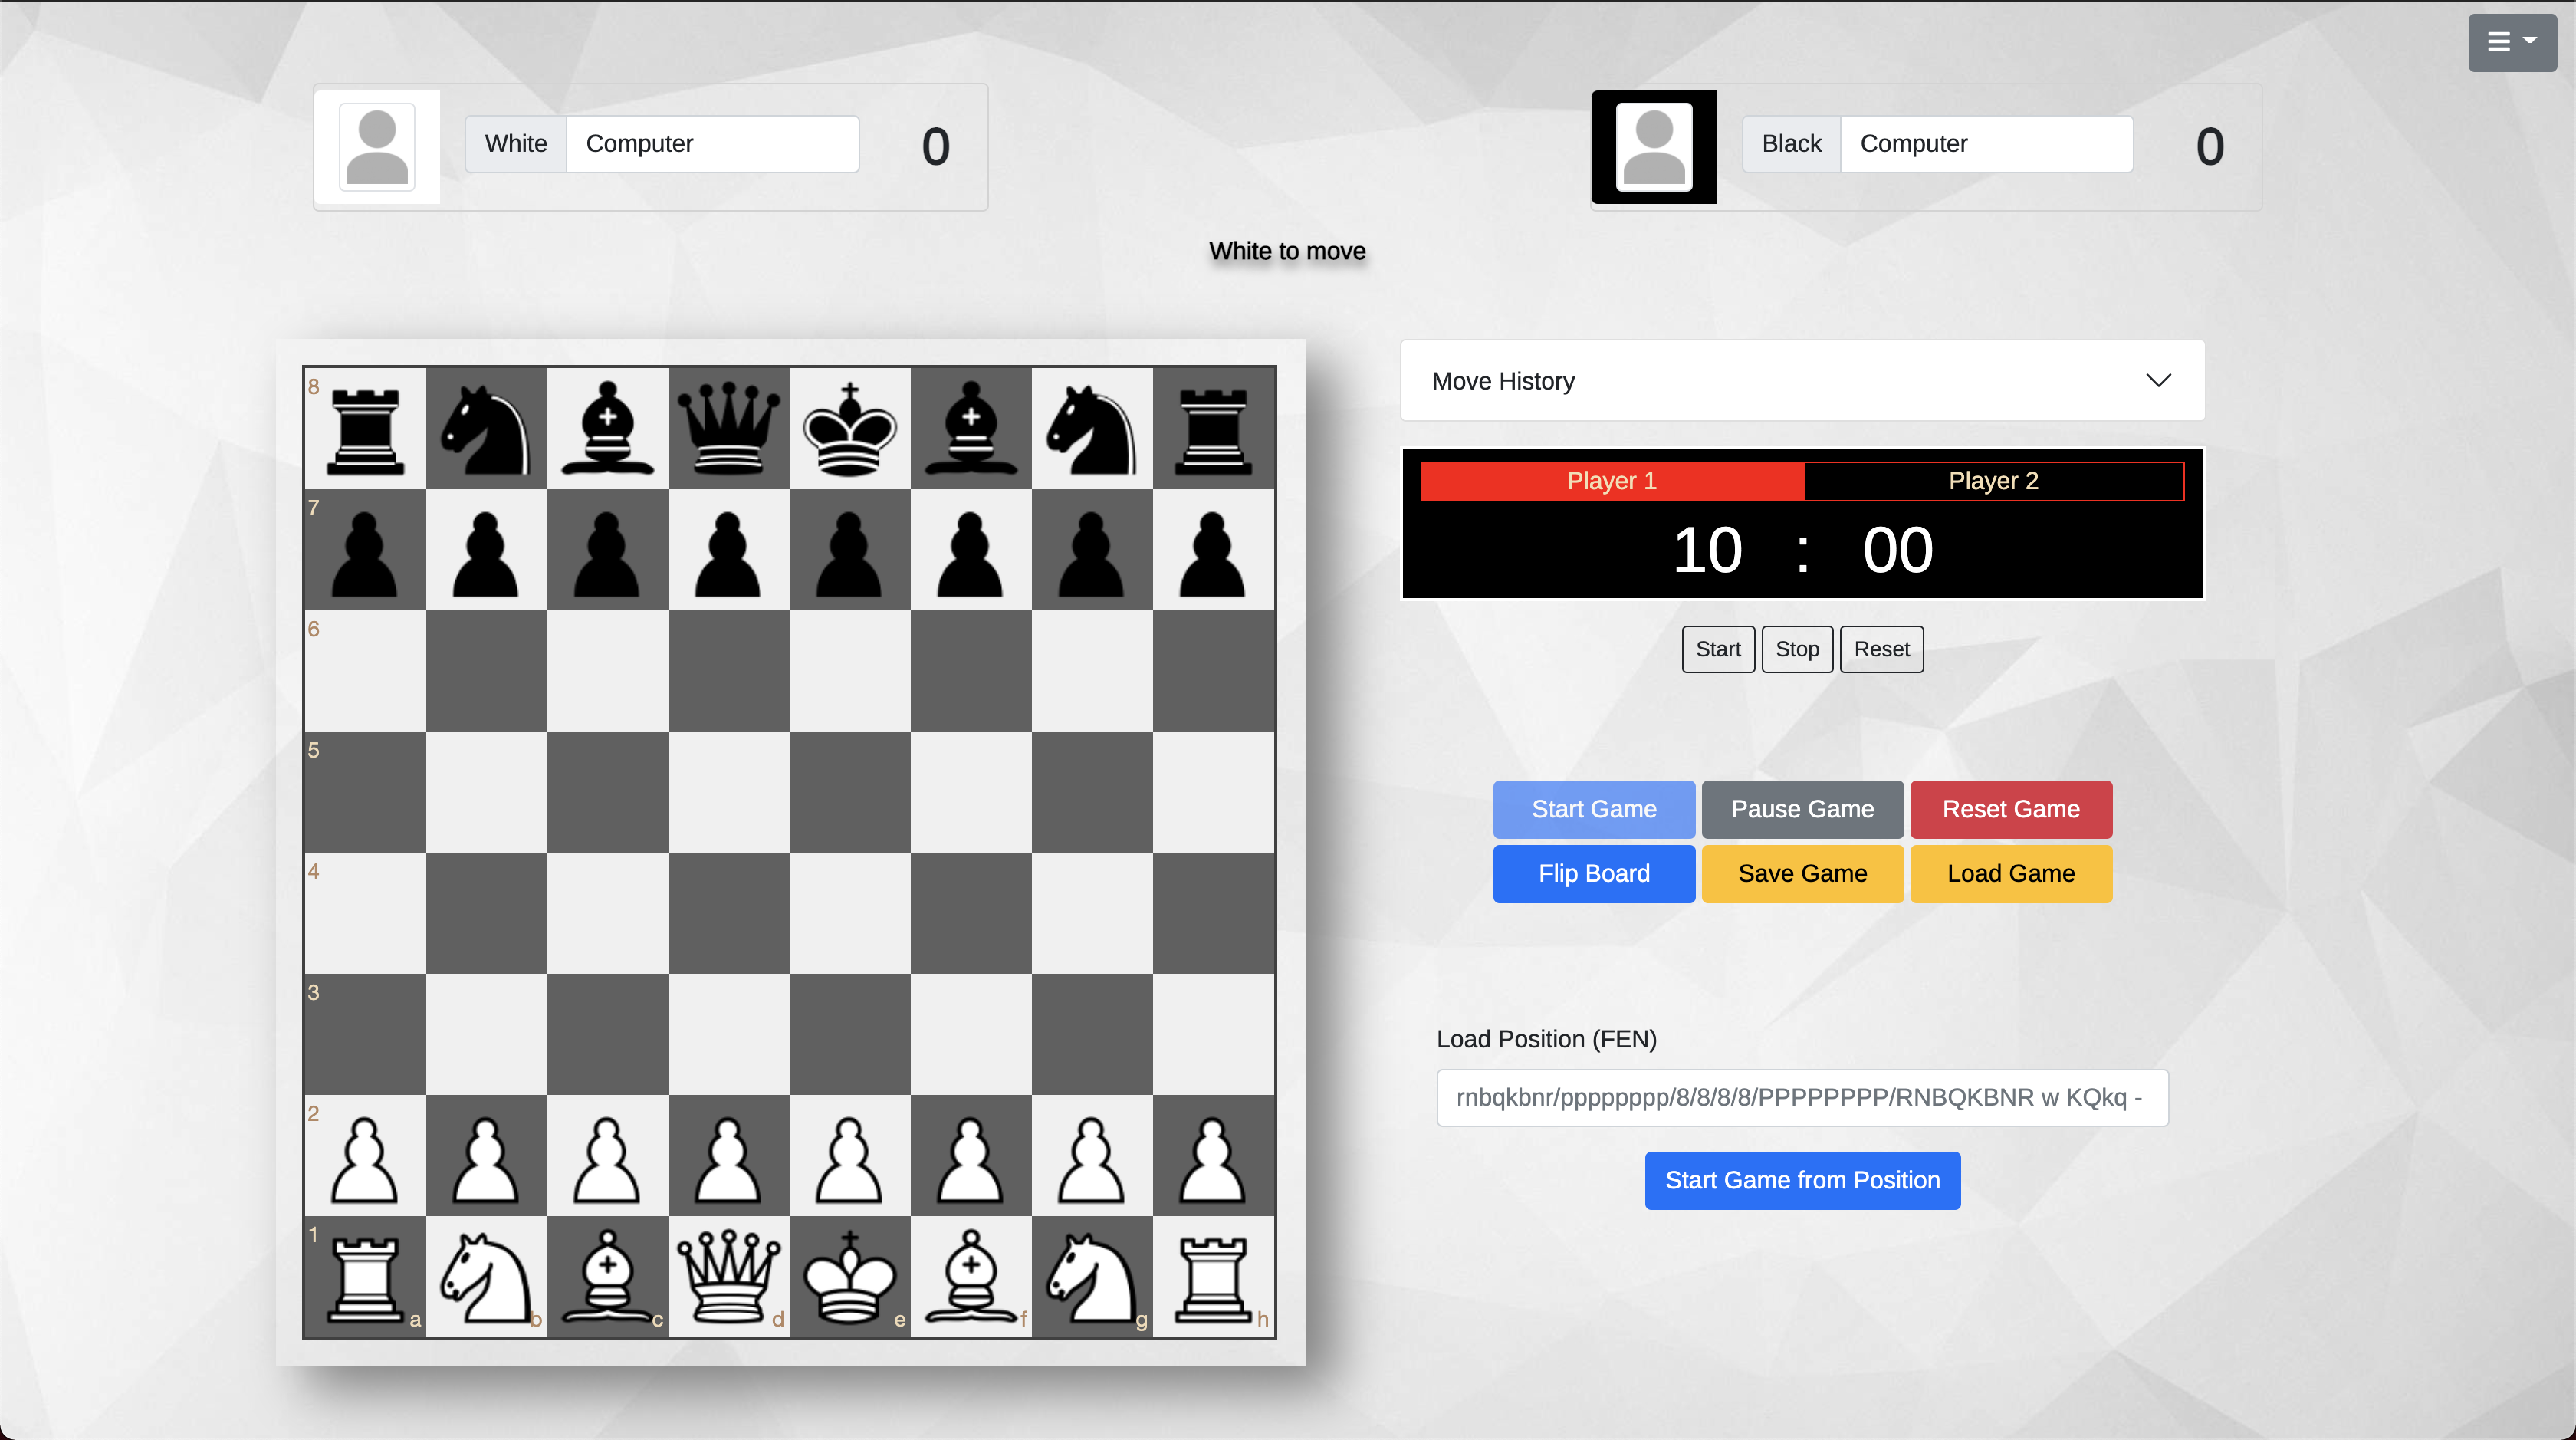 White Computer 0
Black Computer 0
White to move
8
7
6
5
4
3
2
1
a b c d e f g h
Move History
Player 1 Player 2
10 : 00
Start Stop Reset
Start Game Pause Game Reset Game
Flip Board Save Game Load Game
Load Position (FEN)
rnbqkbnr/pppppppp/8/8/8/8/PPPPPPPP/RNBQKBNR w KQkq -
Start Game from Position